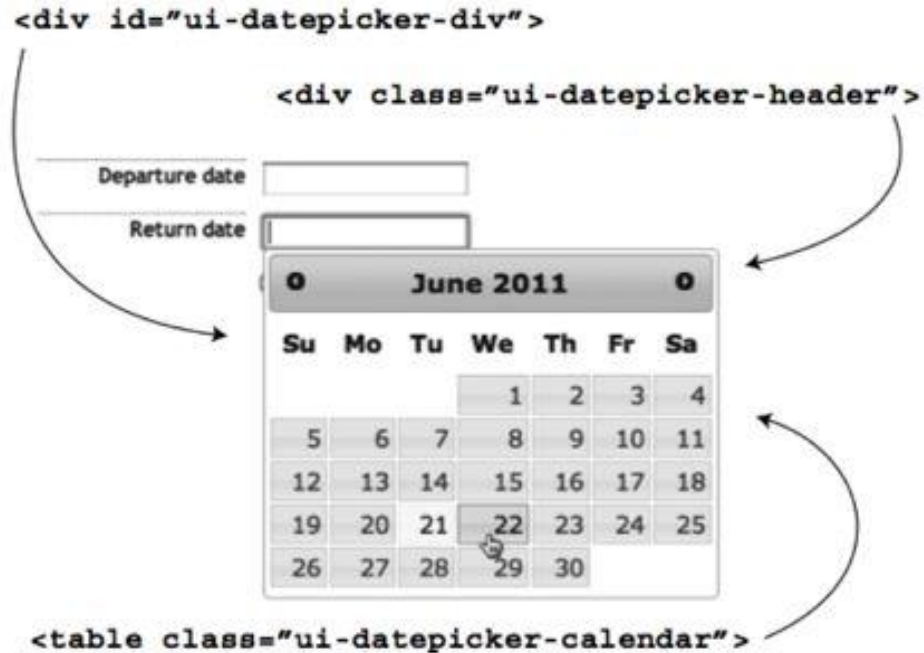 <div id="ui-datepicker-div">
<div class="ui-datepicker-header">
Departure date
Return date
June 2011
Su Mo Tu We Th Fr Sa
1 2 3 4
5 6 7 8 9 10 11
12 13 14 15 16 17 18
19 20 21 22 23 24 25
26 27 28 29 30
<table class="ui-datepicker-calendar">